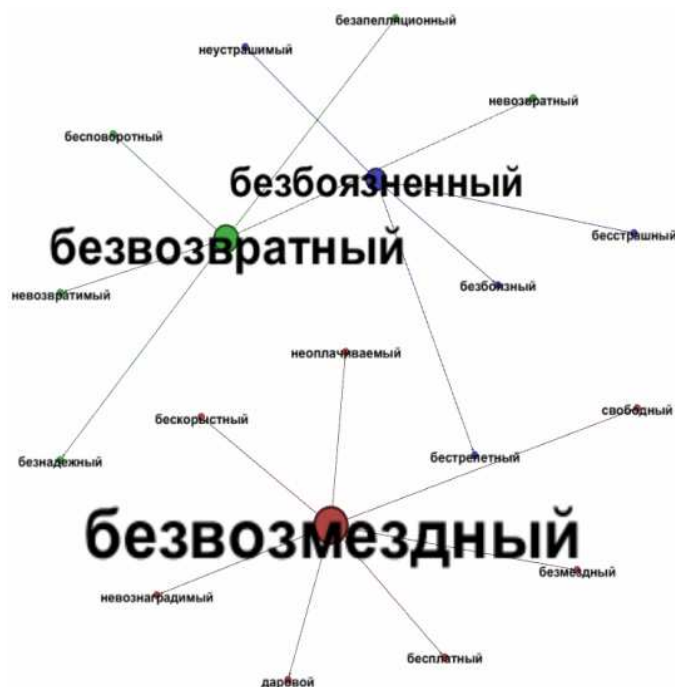 безапелляционный
неустрашимый
невозвратный
бесповоротный
безбоязненный
безвозвратный
бесстрашный
безбоязный
невозвратимый
неоплачиваемый
свободный
бескорыстный
безнадежный
бестрепетный
безвозмездный
безмездный
невознаградимый
бесплатный
даровой